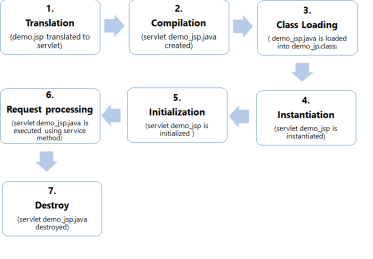 1.
Translation
(demo.jsp translated to
servlet)
2.
Compilation
(servlet demo_jsp.java
created)
3.
Class Loading
( demo_jsp.java is loaded
into demo_jp.class)
4.
Instantiation
(servlet demo_jsp is
instantiated)
5.
Initialization
(servlet demo_jsp is
initialized )
6.
Request processing
(servlet demo_jsp.java is
executed using service
method)
7.
Destroy
(servlet demo_jsp.java
destroyed)